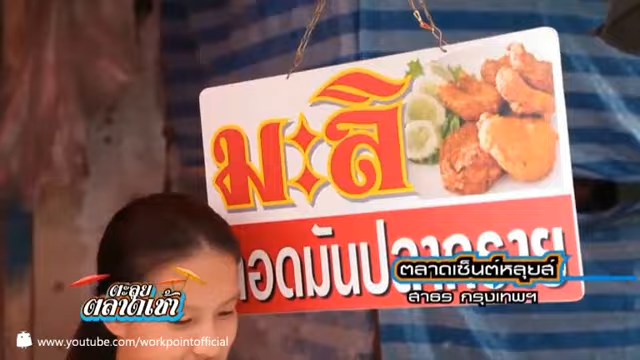 มะลิ
ทอดมันปลากราย
ตลาดเซ็นต์หลุยส์
สาธร กรุงเทพฯ
ตะลุย
ตลาดเช้า
www.youtube.com/workpointofficial